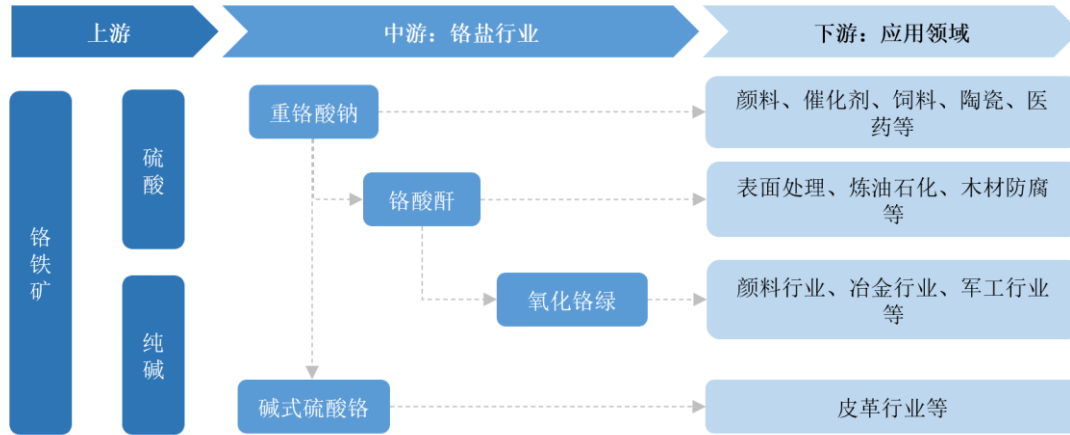 上游
中游：铬盐行业
下游：应用领域
铬铁矿
硫酸
纯碱
重铬酸钠
颜料、催化剂、饲料、陶瓷、医
药等
铬酸酐
表面处理、炼油石化、木材防腐
等
氧化铬绿
颜料行业、冶金行业、军工行业
等
碱式硫酸铬
皮革行业等